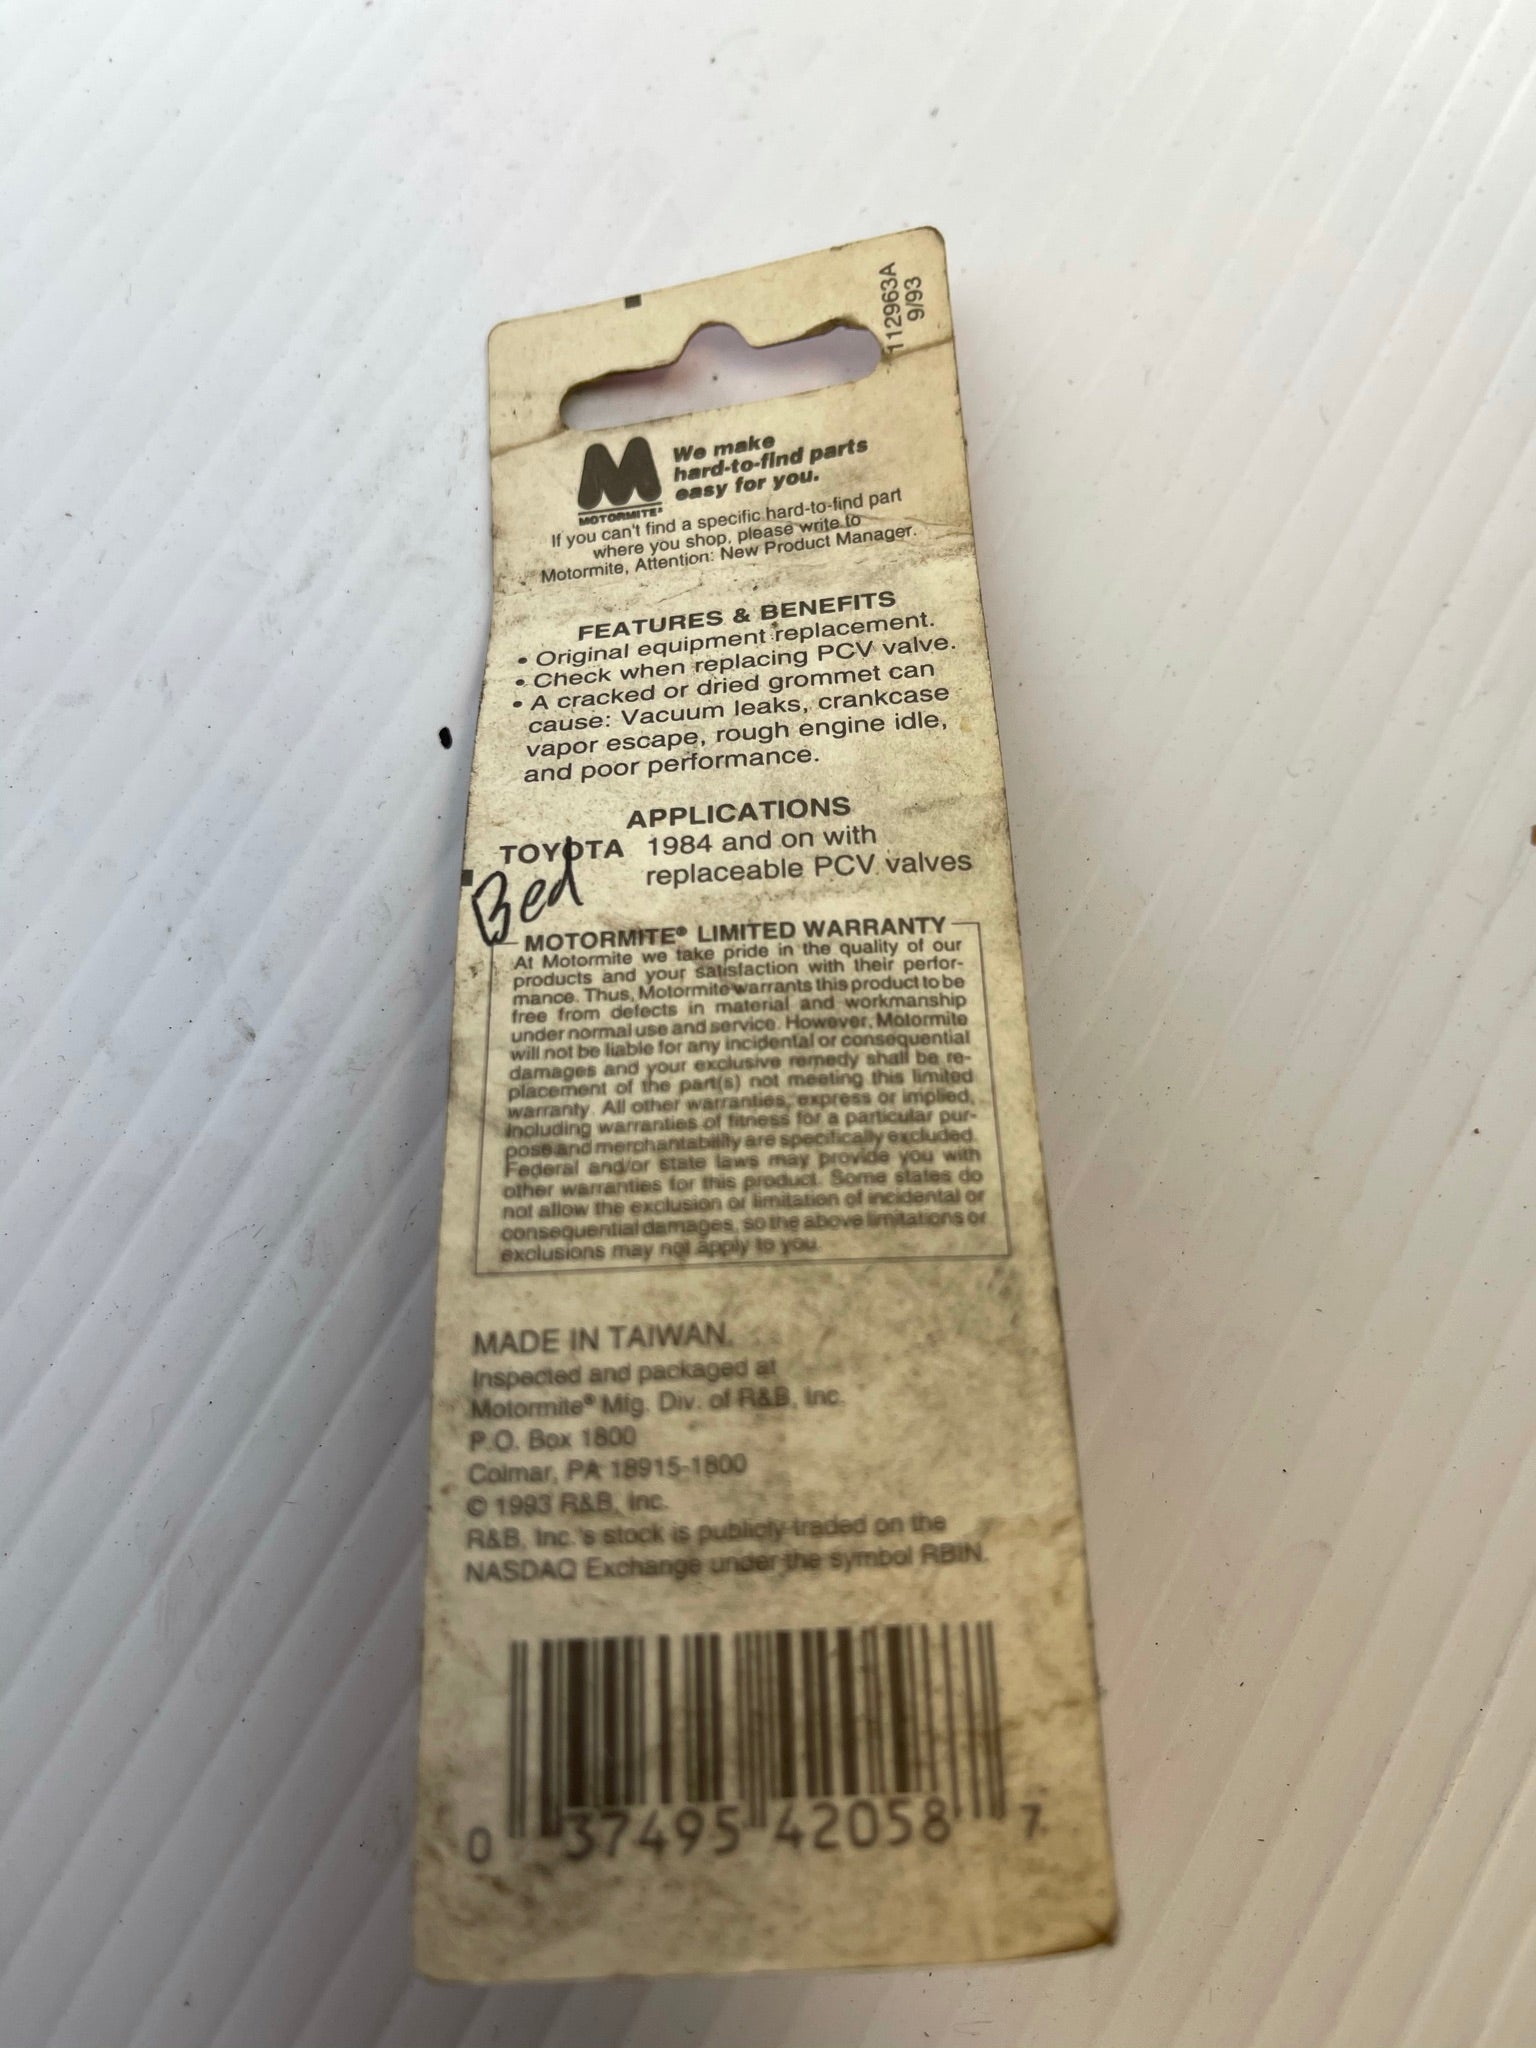 112963A
9/93
We make
hard-to-find parts
easy for you.
MOTORMITE®
If you can't find a specific hard-to-find part
where you shop, please write to
Motormite, Attention: New Product Manager.
FEATURES & BENEFITS
• Original equipment replacement.
• Check when replacing PCV valve.
• A cracked or dried grommet can
cause: Vacuum leaks, crankcase
vapor escape, rough engine idle,
and poor performance.
APPLICATIONS
TOYOTA 1984 and on with
replaceable PCV valves
Bed
MOTORMITE® LIMITED WARRANTY
At Motormite we take pride in the quality of our
products and your satisfaction with their perfor-
mance. Thus, Motormite warrants this product to be
free from defects in material and workmanship
under normal use and service. However, Motormite
will not be liable for any incidental or consequential
damages and your exclusive remedy shall be re-
placement of the part(s) not meeting this limited
warranty. All other warranties, express or implied,
including warranties of fitness for a particular pur-
pose and merchantability are specifically excluded.
Federal and/or state laws may provide you with
other warranties for this product. Some states do
not allow the exclusion or limitation of incidental or
consequential damages, so the above limitations or
exclusions may not apply to you.
MADE IN TAIWAN.
Inspected and packaged at
Motormite® Mfg. Div. of R&B, Inc.
P.O. Box 1800
Colmar, PA 18915-1800
© 1993 R&B, Inc.
R&B, Inc.'s stock is publicly traded on the
NASDAQ Exchange under the symbol RBIN.
0 37495 42058 7